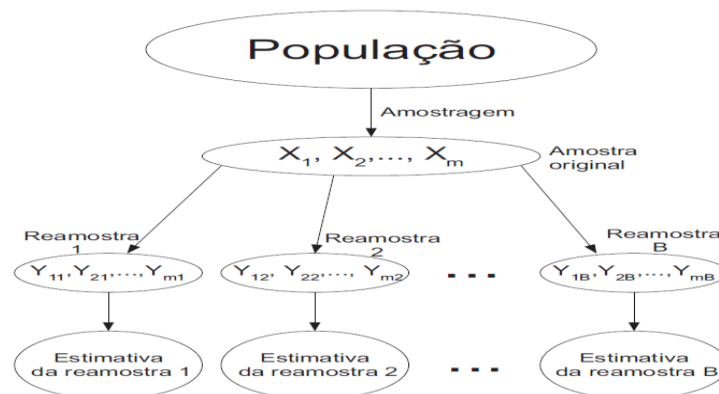 População
Amostragem
X1, X2,..., Xm
Amostra
original
Reamostra
1
Reamostra
2
Reamostra
B
Y11,Y21,...,Ym1
Y12, Y22,..., Ym2
- - -
Y1B,Y2B,...,YmB
Estimativa
da reamostra 1
Estimativa
da reamostra 2
- - -
Estimativa
da reamostra B